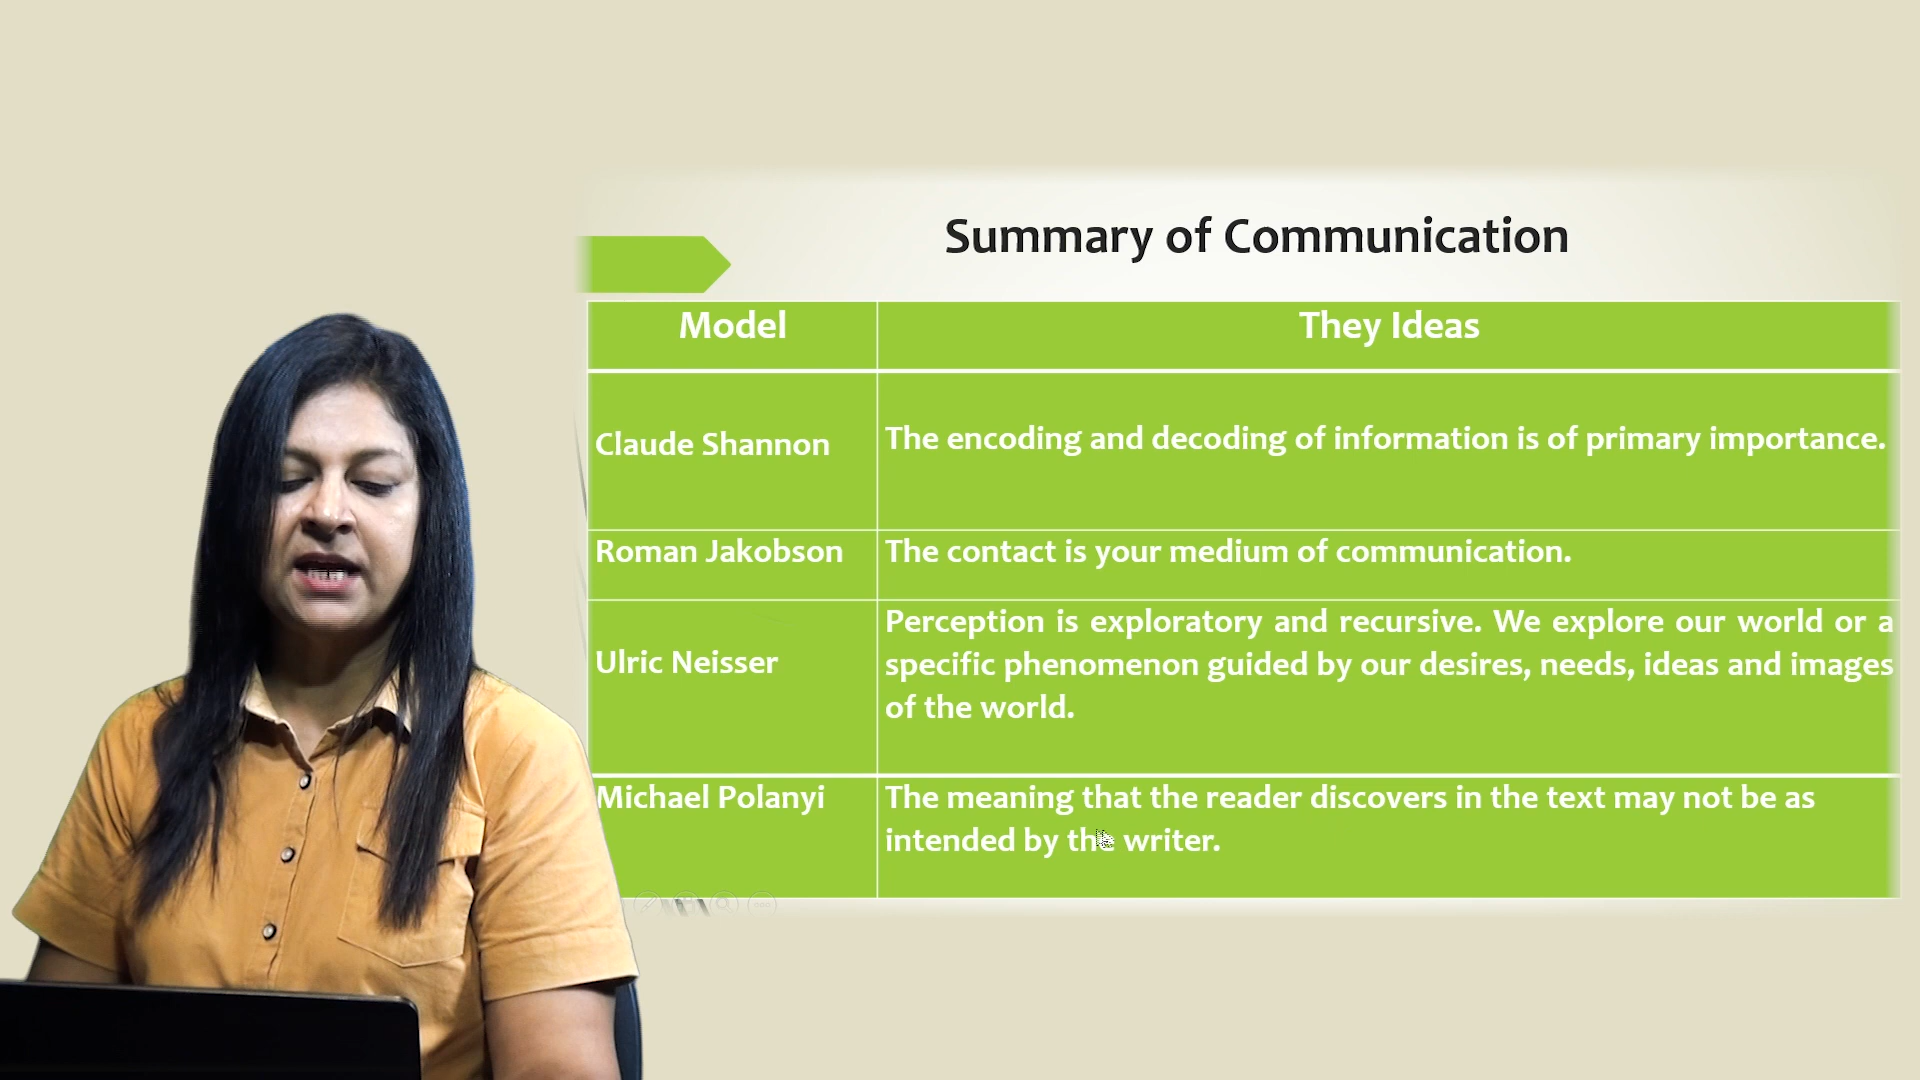 Summary of Communication
Model
They Ideas
Claude Shannon
The encoding and decoding of information is of primary importance.
Roman Jakobson
The contact is your medium of communication.
Ulric Neisser
Perception is exploratory and recursive. We explore our world or a
specific phenomenon guided by our desires, needs, ideas and images
of the world.
Michael Polanyi
The meaning that the reader discovers in the text may not be as
intended by the writer.